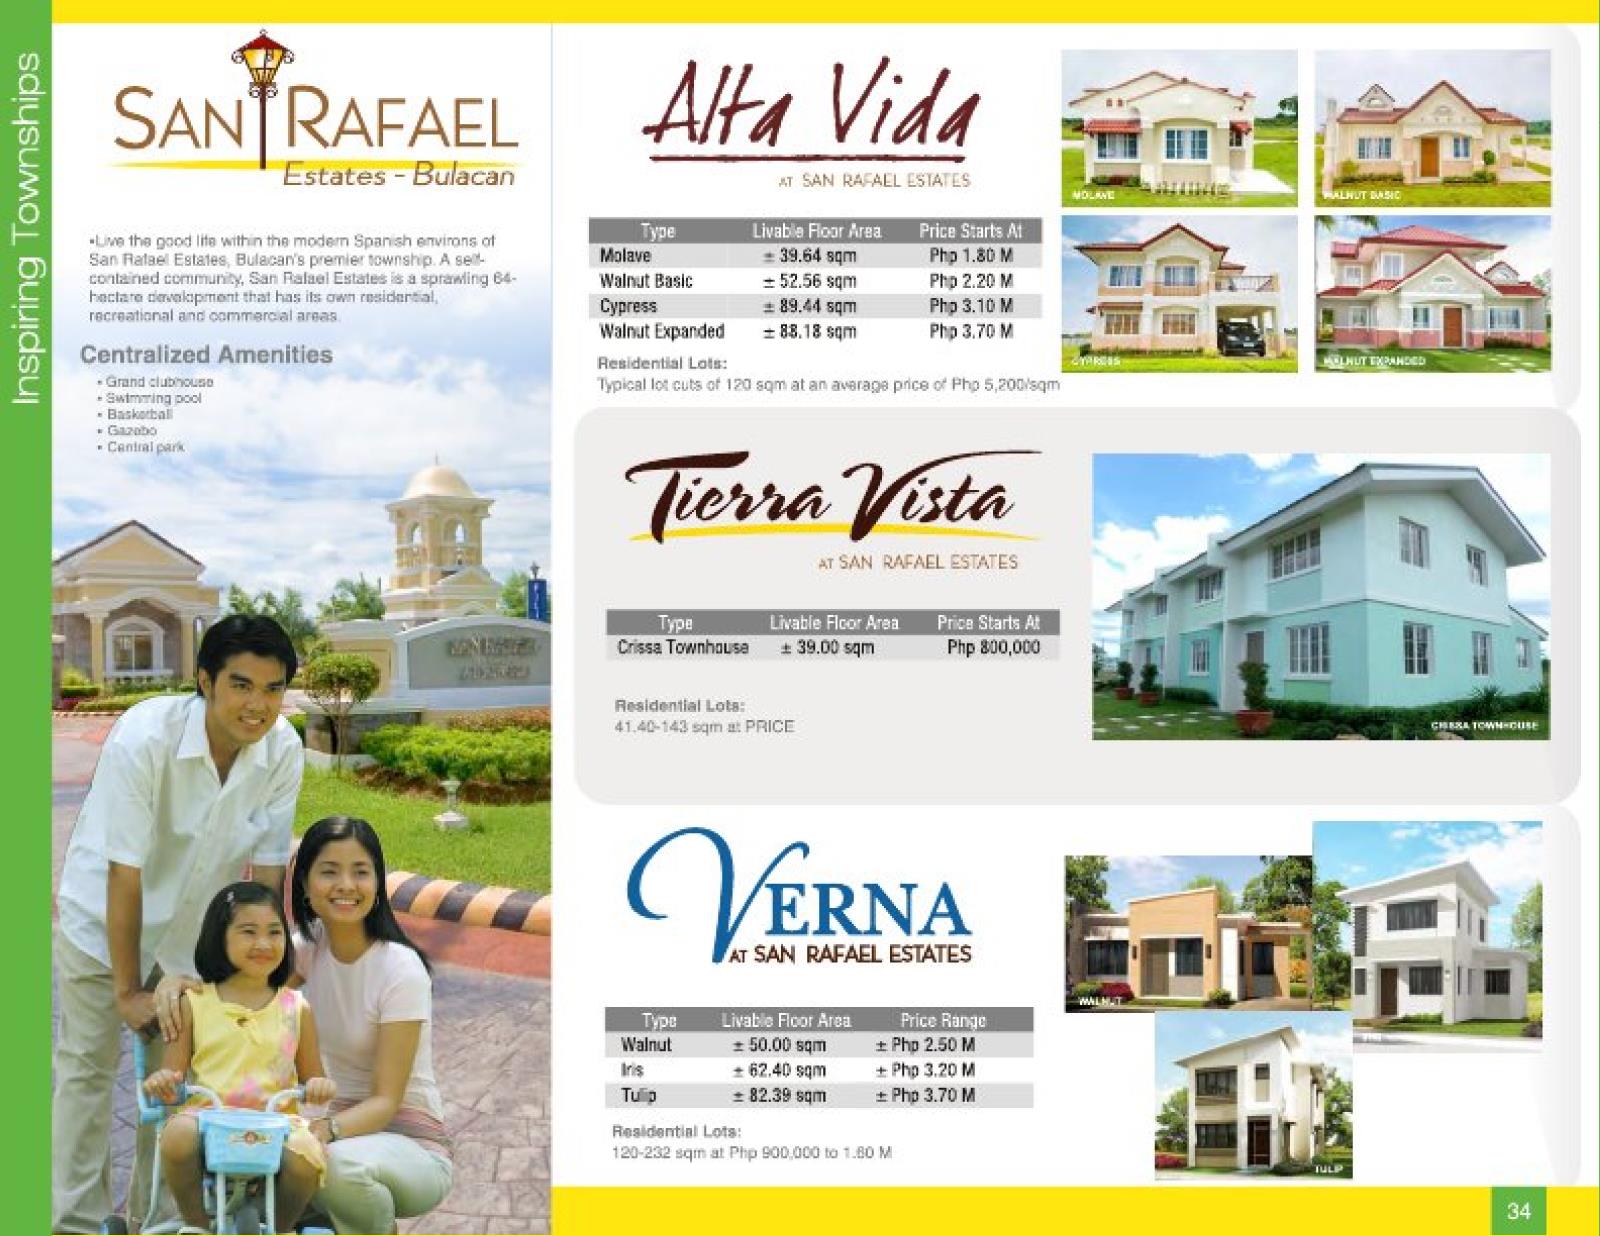 Inspiring Townships
SAN RAFAEL
Estates - Bulacan
•Live the good life within the modern Spanish environs of
San Rafael Estates, Bulacan's premier township. A self-
contained community, San Rafael Estates is a sprawling 64-
hectare development that has its own residential,
recreational and commercial areas.
Centralized Amenities
• Grand clubhouse
• Swimming pool
• Basketball
• Gazebo
• Central park
Alta Vida
AT SAN RAFAEL ESTATES
Type Livable Floor Area Price Starts At
Molave ± 39.64 sqm Php 1.80 M
Walnut Basic ± 52.56 sqm Php 2.20 M
Cypress ± 89.44 sqm Php 3.10 M
Walnut Expanded ± 88.18 sqm Php 3.70 M
Residential Lots:
Typical lot cuts of 120 sqm at an average price of Php 5,200/sqm
MOLAVE
WALNUT BASIC
CYPRESS
WALNUT EXPANDED
Tierra Vista
AT SAN RAFAEL ESTATES
Type Livable Floor Area Price Starts At
Crissa Townhouse ± 39.00 sqm Php 800,000
Residential Lots:
41.40-143 sqm at PRICE
CRISSA TOWNHOUSE
VERNA
AT SAN RAFAEL ESTATES
Type Livable Floor Area Price Range
Walnut ± 50.00 sqm ± Php 2.50 M
Iris ± 62.40 sqm ± Php 3.20 M
Tulip ± 82.39 sqm ± Php 3.70 M
Residential Lots:
120-232 sqm at Php 900,000 to 1.60 M
WALNUT
TULIP
34